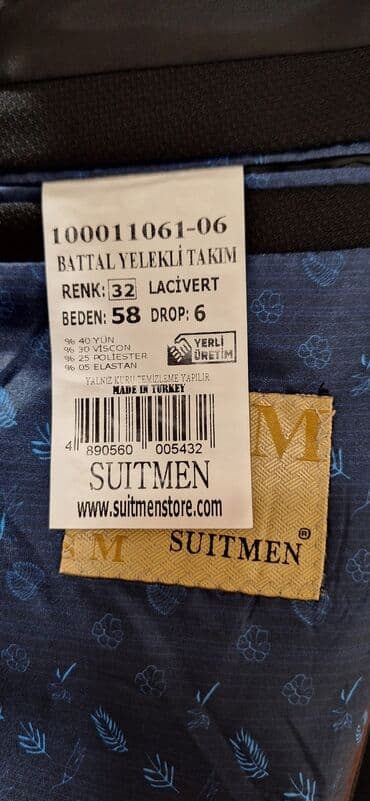 100011061-06
BATTAL YELEKLİ TAKIM
RENK: 32 LACİVERT
BEDEN: 58 DROP: 6
% 40 YÜN
% 30 VİSCON
% 25 POLİESTER
% 05 ELASTAN
YERLİ
ÜRETİM
YALNIZ KURU TEMİZLEME YAPILIR
MADE IN TURKEY
4 890560 005432
SUITMEN
www.suitmenstore.com
M
M SUITMEN®